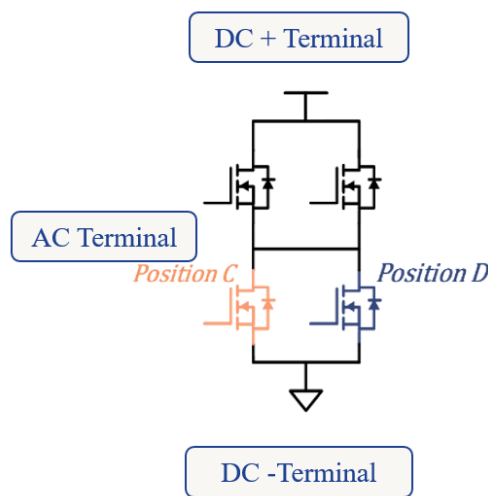 DC + Terminal
AC Terminal
Position C
Position D
DC -Terminal